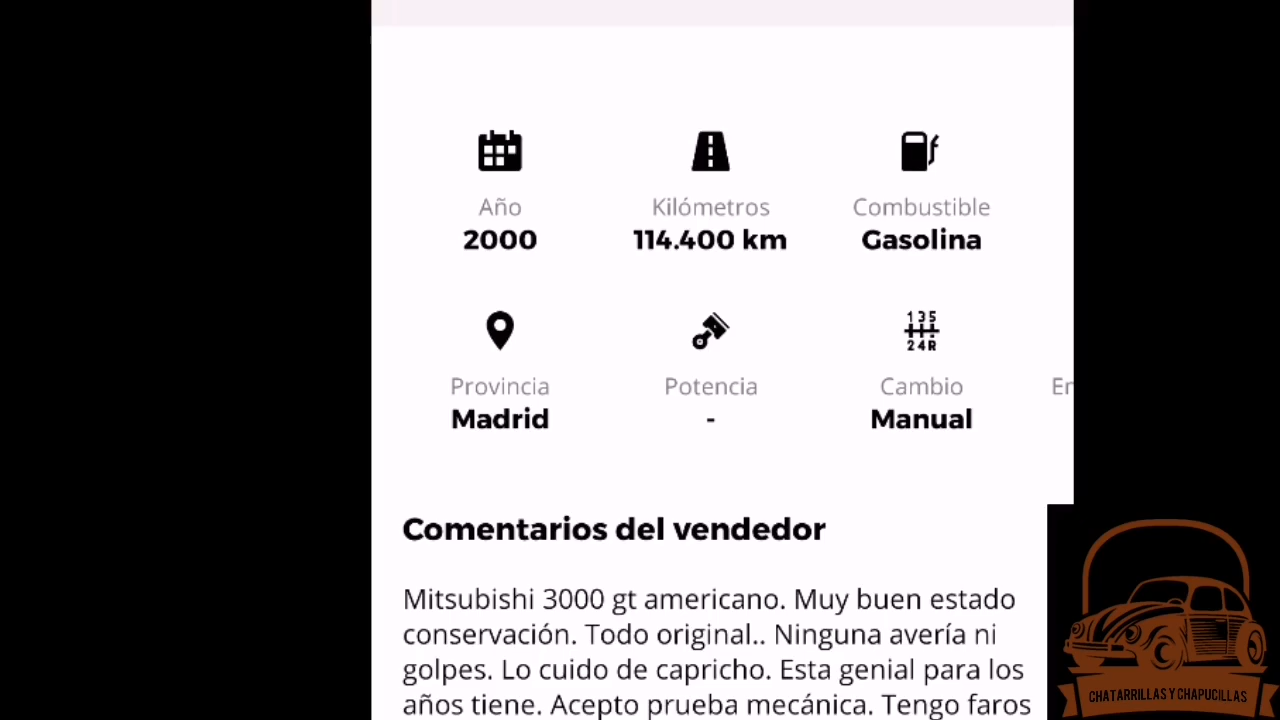 Año
Kilómetros
Combustible
2000
114.400 km
Gasolina
135
24R
Provincia
Potencia
Cambio
Madrid
-
Manual
Comentarios del vendedor
Mitsubishi 3000 gt americano. Muy buen estado
conservación. Todo original.. Ninguna avería ni
golpes. Lo cuido de capricho. Esta genial para los
años tiene. Acepto prueba mecánica. Tengo faros
CHATARRILLAS Y CHAPUCILLAS